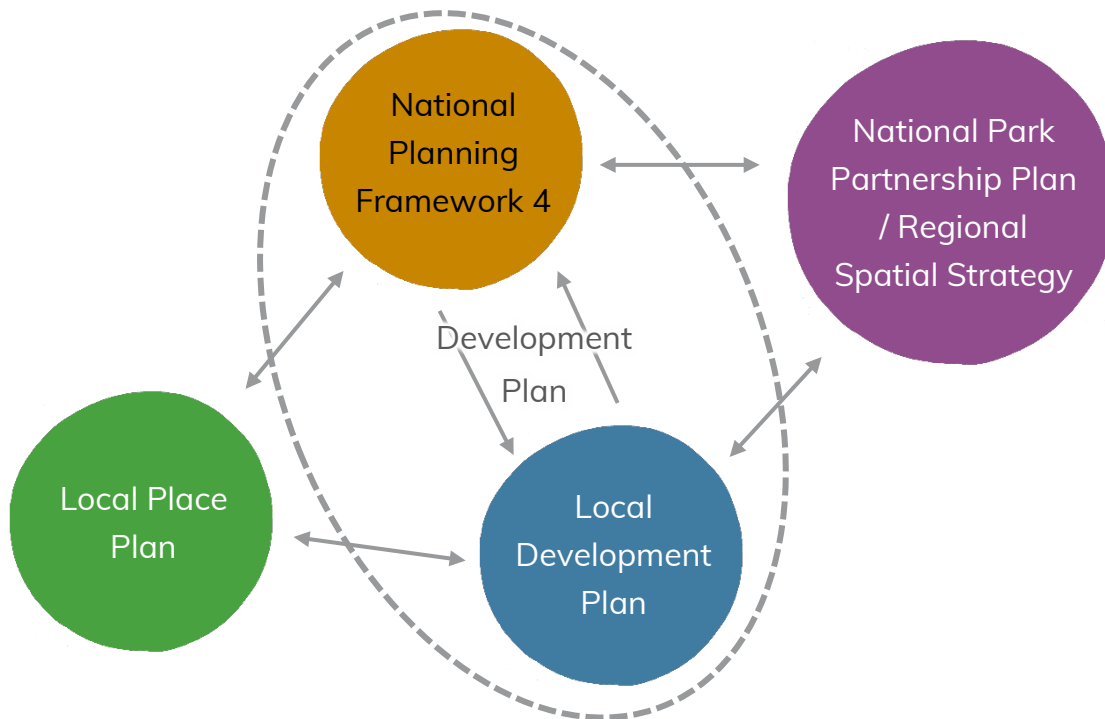 National
Planning
Framework 4
National Park
Partnership Plan
/ Regional
Spatial Strategy
Development
Plan
Local Place
Plan
Local
Development
Plan